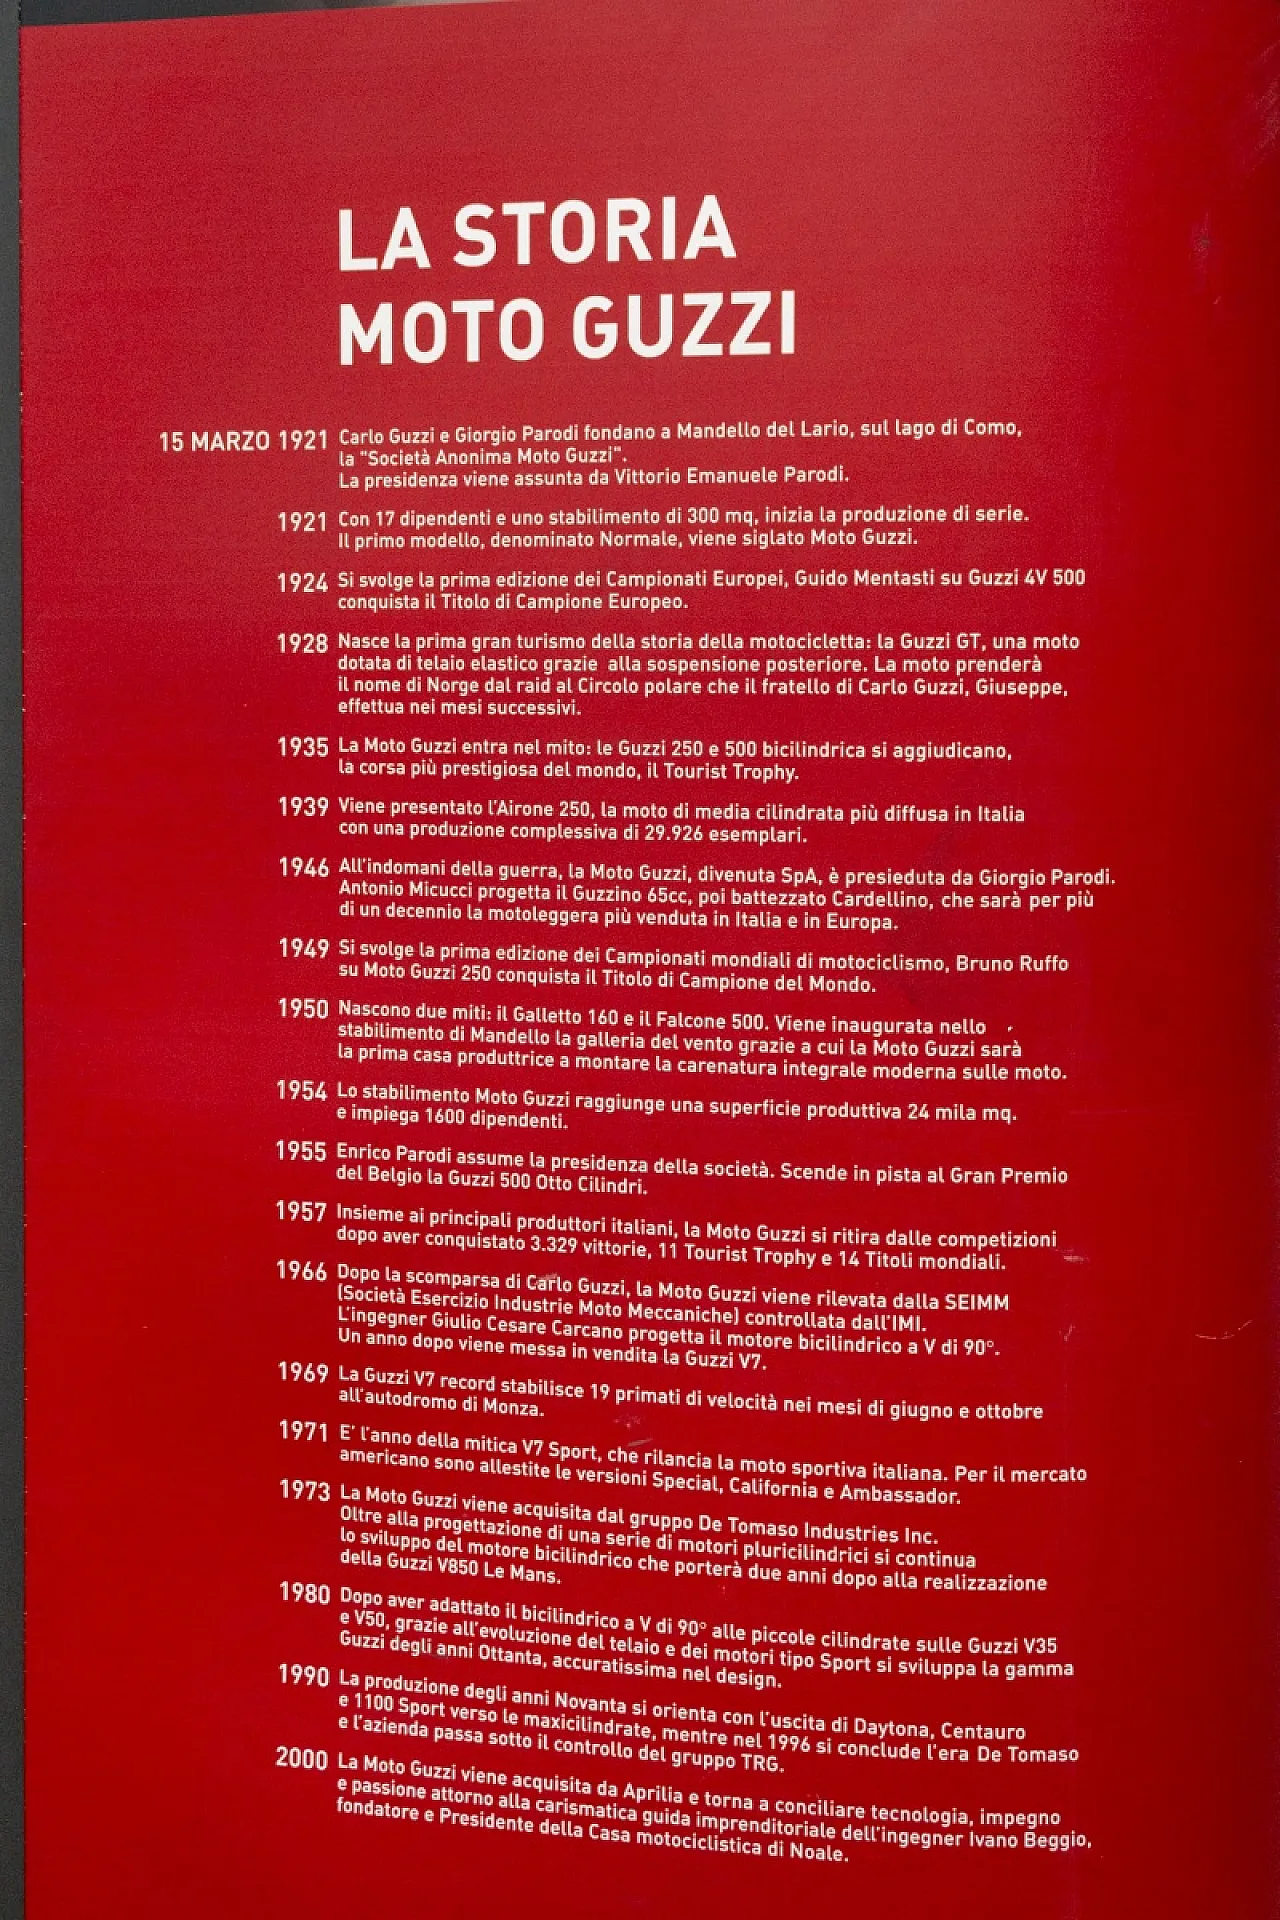 LA STORIA
MOTO GUZZI
15 MARZO 1921 Carlo Guzzi e Giorgio Parodi fondano a Mandello del Lario, sul lago di Como,
la "Società Anonima Moto Guzzi".
La presidenza viene assunta da Vittorio Emanuele Parodi.
1921 Con 17 dipendenti e uno stabilimento di 300 mq, inizia la produzione di serie.
Il primo modello, denominato Normale, viene siglato Moto Guzzi.
1924 Si svolge la prima edizione dei Campionati Europei, Guido Mentasti su Guzzi 4V 500
conquista il Titolo di Campione Europeo.
1928 Nasce la prima gran turismo della storia della motocicletta: la Guzzi GT, una moto
dotata di telaio elastico grazie alla sospensione posteriore. La moto prenderà
il nome di Norge dal raid al Circolo polare che il fratello di Carlo Guzzi, Giuseppe,
effettua nei mesi successivi.
1935 La Moto Guzzi entra nel mito: le Guzzi 250 e 500 bicilindrica si aggiudicano,
la corsa più prestigiosa del mondo, il Tourist Trophy.
1939 Viene presentato l'Airone 250, la moto di media cilindrata più diffusa in Italia
con una produzione complessiva di 29.926 esemplari.
1946 All'indomani della guerra, la Moto Guzzi, divenuta SpA, è presieduta da Giorgio Parodi.
Antonio Micucci progetta il Guzzino 65cc, poi battezzato Cardellino, che sarà per più
di un decennio la motoleggera più venduta in Italia e in Europa.
1949 Si svolge la prima edizione dei Campionati mondiali di motociclismo, Bruno Ruffo
su Moto Guzzi 250 conquista il Titolo di Campione del Mondo.
1950 Nascono due miti: il Galletto 160 e il Falcone 500. Viene inaugurata nello
stabilimento di Mandello la galleria del vento grazie a cui la Moto Guzzi sarà
la prima casa produttrice a montare la carenatura integrale moderna sulle moto.
1954 Lo stabilimento Moto Guzzi raggiunge una superficie produttiva 24 mila mq.
e impiega 1600 dipendenti.
1955 Enrico Parodi assume la presidenza della società. Scende in pista al Gran Premio
del Belgio la Guzzi 500 Otto Cilindri.
1957 Insieme ai principali produttori italiani, la Moto Guzzi si ritira dalle competizioni
dopo aver conquistato 3.329 vittorie, 11 Tourist Trophy e 14 Titoli mondiali.
1966 Dopo la scomparsa di Carlo Guzzi, la Moto Guzzi viene rilevata dalla SEIMM
(Società Esercizio Industrie Moto Meccaniche) controllata dall'IMI.
L'ingegner Giulio Cesare Carcano progetta il motore bicilindrico a V di 90°.
Un anno dopo viene messa in vendita la Guzzi V7.
1969 La Guzzi V7 record stabilisce 19 primati di velocità nei mesi di giugno e ottobre
all'autodromo di Monza.
1971 E' l'anno della mitica V7 Sport, che rilancia la moto sportiva italiana. Per il mercato
americano sono allestite le versioni Special, California e Ambassador.
1973 La Moto Guzzi viene acquisita dal gruppo De Tomaso Industries Inc.
Oltre alla progettazione di una serie di motori pluricilindrici si continua
lo sviluppo del motore bicilindrico che porterà due anni dopo alla realizzazione
della Guzzi V850 Le Mans.
1980 Dopo aver adattato il bicilindrico a V di 90° alle piccole cilindrate sulle Guzzi V35
e V50, grazie all'evoluzione del telaio e dei motori tipo Sport si sviluppa la gamma
Guzzi degli anni Ottanta, accuratissima nel design.
1990 La produzione degli anni Novanta si orienta con l'uscita di Daytona, Centauro
e 1100 Sport verso le maxicilindrate, mentre nel 1996 si conclude l'era De Tomaso
e l'azienda passa sotto il controllo del gruppo TRG.
2000 La Moto Guzzi viene acquisita da Aprilia e torna a conciliare tecnologia, impegno
e passione attorno alla carismatica guida imprenditoriale dell'ingegner Ivano Beggio,
fondatore e Presidente della Casa motociclistica di Noale.